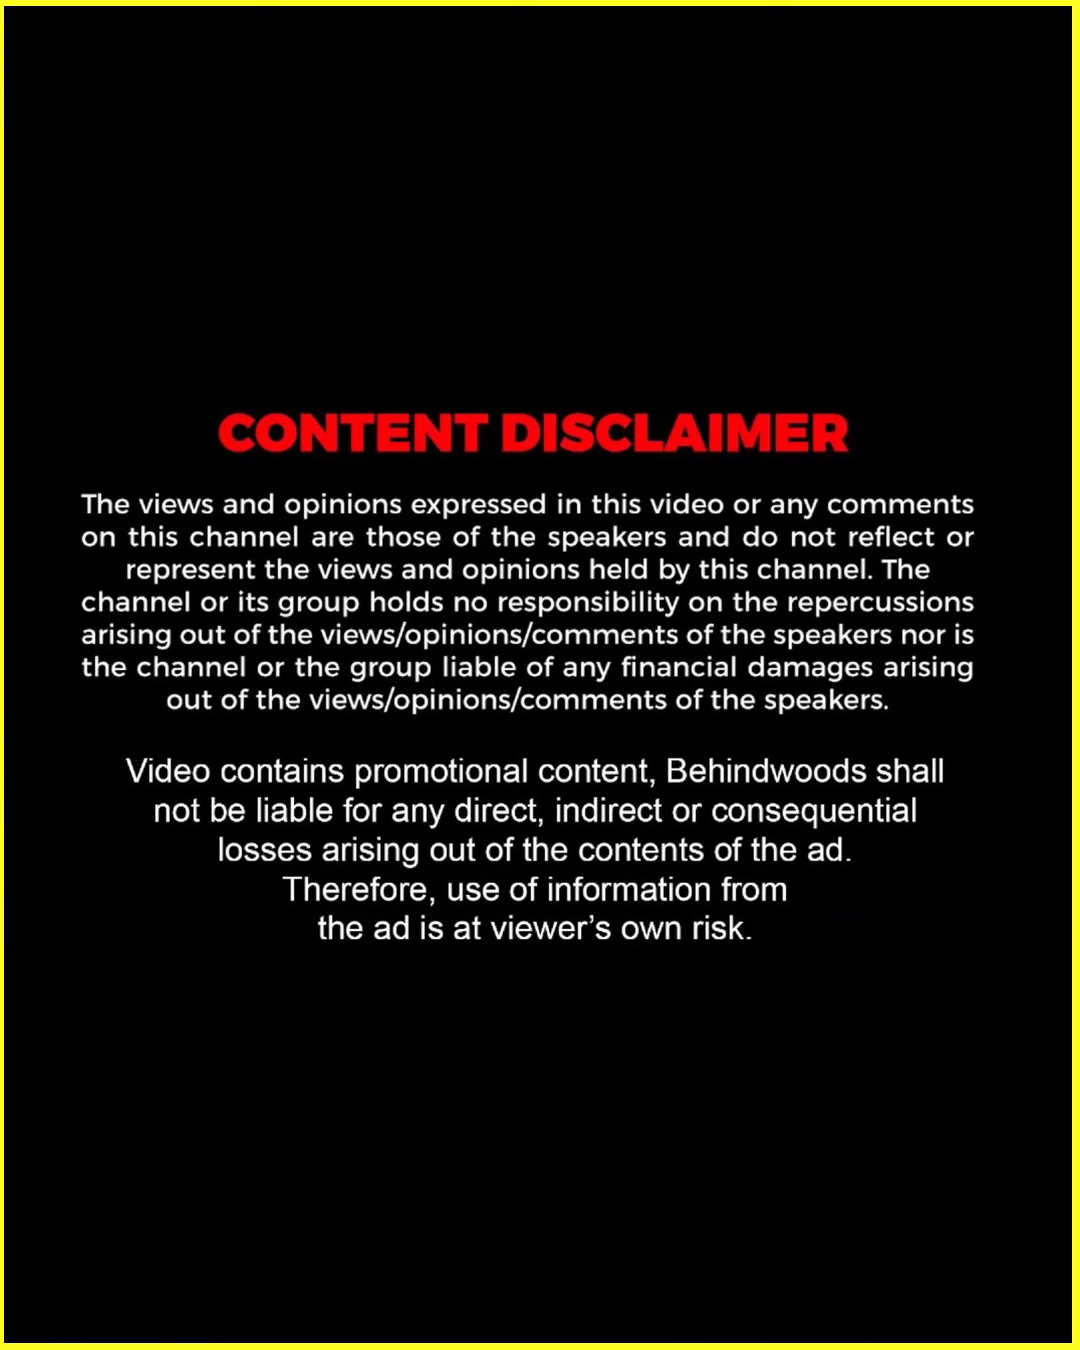 CONTENT DISCLAIMER
The views and opinions expressed in this video or any comments
on this channel are those of the speakers and do not reflect or
represent the views and opinions held by this channel. The
channel or its group holds no responsibility on the repercussions
arising out of the views/opinions/comments of the speakers nor is
the channel or the group liable of any financial damages arising
out of the views/opinions/comments of the speakers.
Video contains promotional content, Behindwoods shall
not be liable for any direct, indirect or consequential
losses arising out of the contents of the ad.
Therefore, use of information from
the ad is at viewer’s own risk.